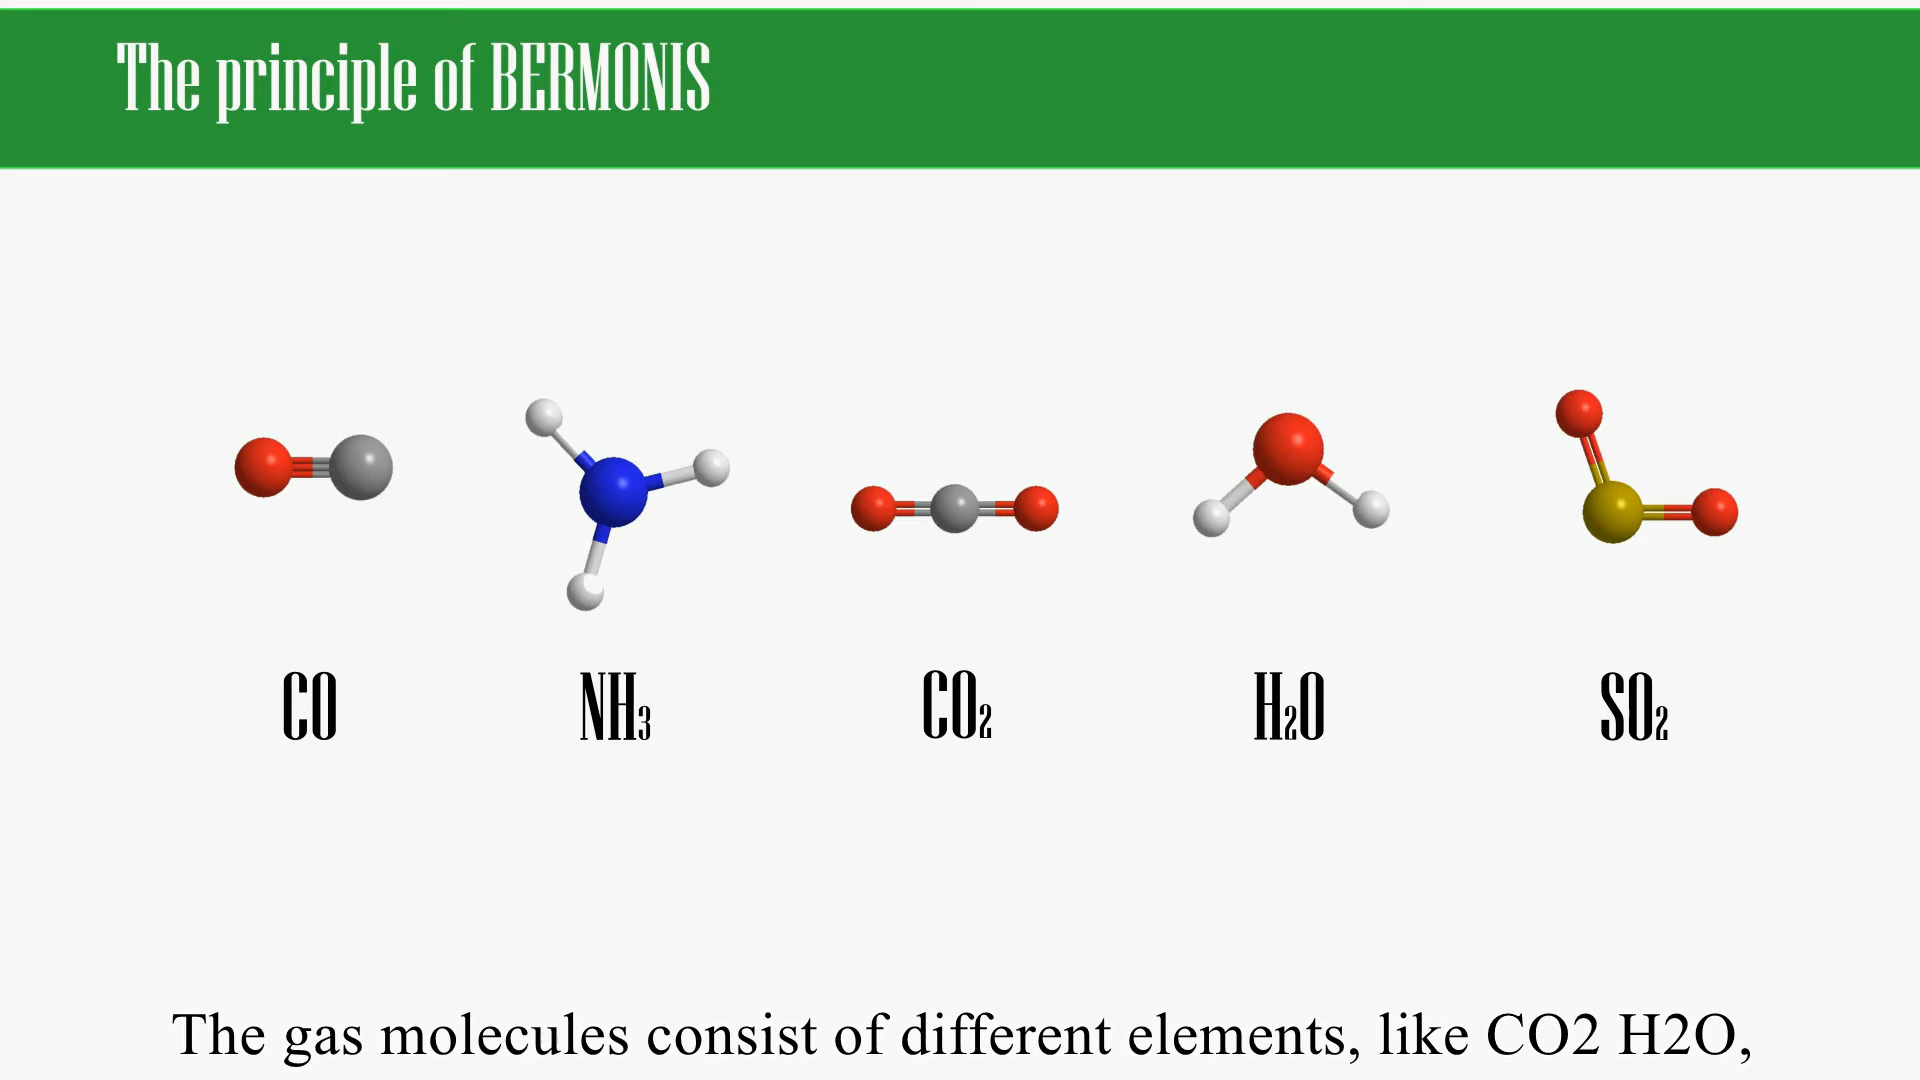 The principle of BERMONIS
CO NH₃ CO₂ H₂O SO₂
The gas molecules consist of different elements, like CO2 H2O,